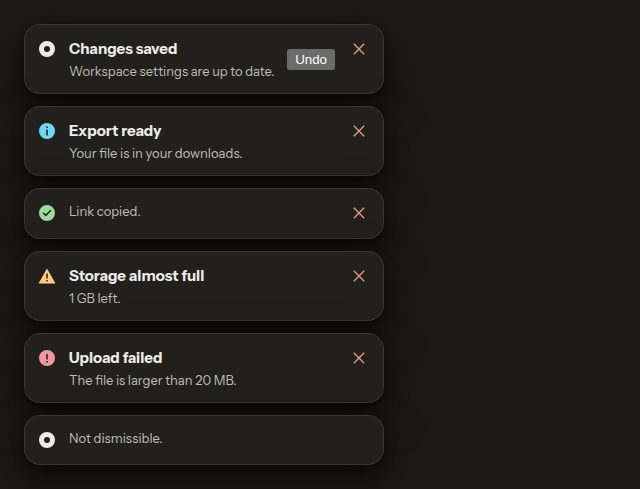 Changes saved
Workspace settings are up to date.
Undo
Export ready
Your file is in your downloads.
Link copied.
Storage almost full
1 GB left.
Upload failed
The file is larger than 20 MB.
Not dismissible.